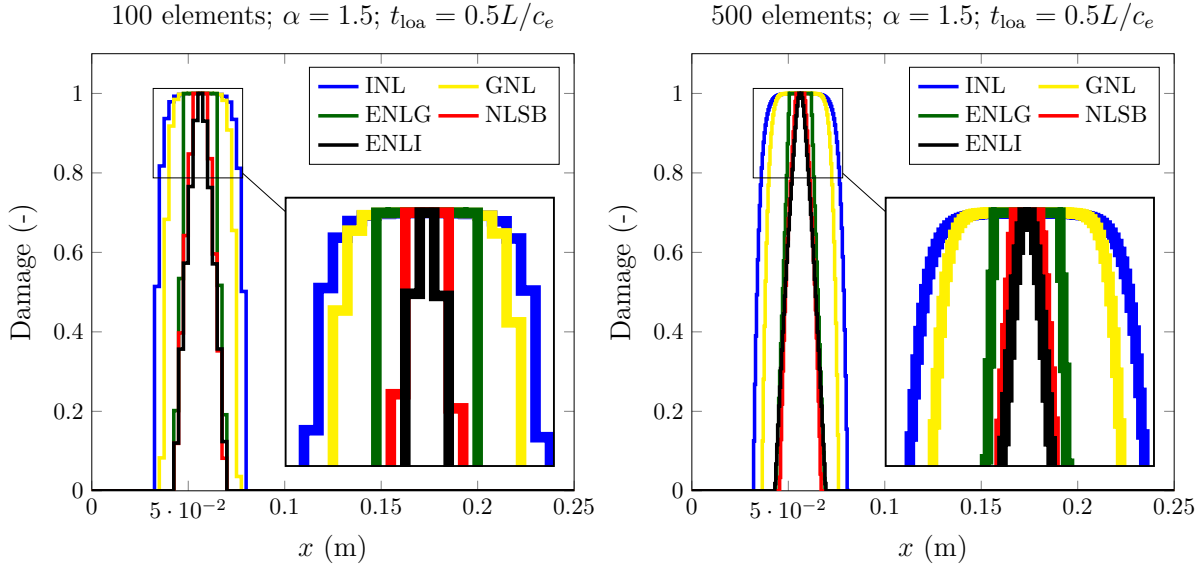 100 elements; α = 1.5; t_loa = 0.5L/c_e
INL
GNL
ENLG
NLSB
ENLI
Damage (-)
1
0.8
0.6
0.4
0.2
0
0
5 · 10⁻²
0.1
0.15
0.2
0.25
x (m)
500 elements; α = 1.5; t_loa = 0.5L/c_e
INL
GNL
ENLG
NLSB
ENLI
Damage (-)
1
0.8
0.6
0.4
0.2
0
0
5 · 10⁻²
0.1
0.15
0.2
0.25
x (m)